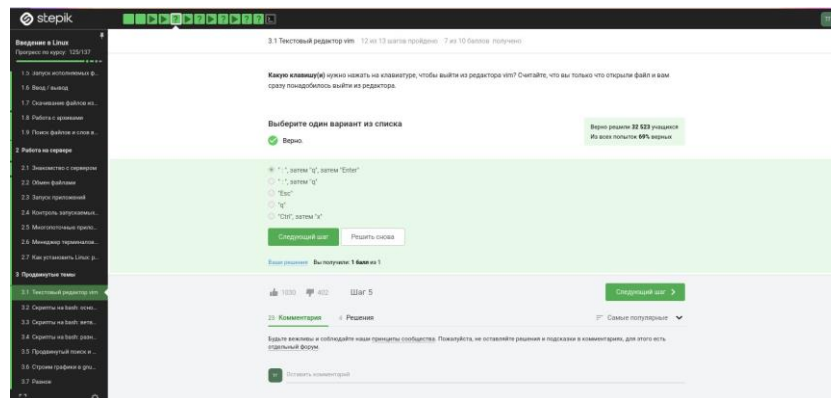 stepik
Введение в Linux
Прогресс по курсу: 125/137
1.5 Запуск исполняемых ф...
1.6 Ввод / вывод
1.7 Скачивание файлов из...
1.8 Работа с архивами
1.9 Поиск файлов и слов в...
2 Работа на сервере
2.1 Знакомство с сервером
2.2 Обмен файлами
2.3 Запуск приложений
2.4 Контроль запускаемых...
2.5 Многопоточные прило...
2.6 Менеджер терминалов...
2.7 Как установить Linux: р...
3 Продвинутые темы
3.1 Текстовый редактор vim
3.2 Скрипты на bash: осно...
3.3 Скрипты на bash: ветв...
3.4 Скрипты на bash: разн...
3.5 Продвинутый поиск и ...
3.6 Строим графики в gnu...
3.7 Разное
3.1 Текстовый редактор vim 12 из 13 шагов пройдено 7 из 10 баллов получено
Какую клавишу(и) нужно нажать на клавиатуре, чтобы выйти из редактора vim? Считайте, что вы только что открыли файл и вам
сразу понадобилось выйти из редактора.
Выберите один вариант из списка
Верно.
Верно решили 32 523 учащихся
Из всех попыток 69% верных
" : ", затем "q", затем "Enter"
" : ", затем "q"
"Esc"
"q"
"Ctrl", затем "x"
Следующий шаг Решить снова
Ваши решения Вы получили: 1 балл из 1
402 Шаг 5 Следующий шаг
Комментария Решения Самые популярные
Будьте вежливы и соблюдайте наши принципы сообщества. Пожалуйста, не оставляйте решения и подсказки в комментариях, для этого есть
отдельный форум.
Оставить комментарий